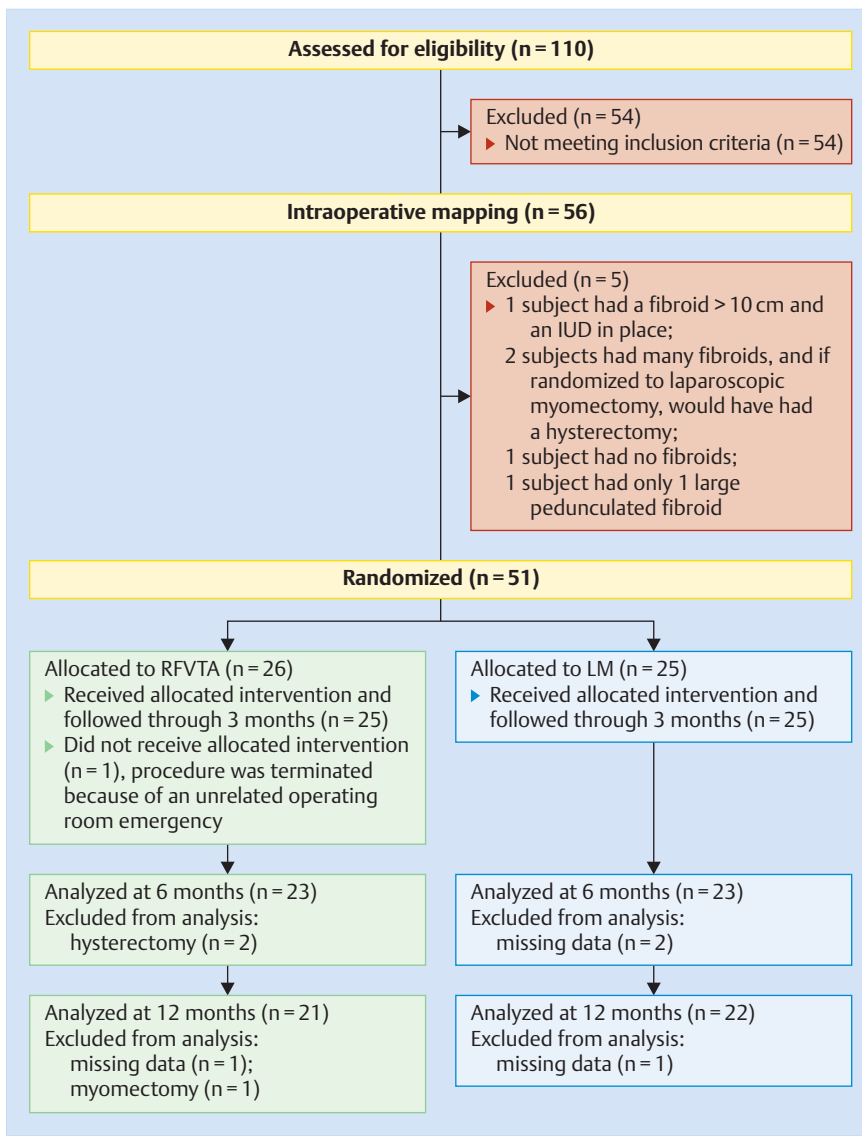 Assessed for eligibility (n = 110)
Excluded (n = 54)
▶ Not meeting inclusion criteria (n = 54)
Intraoperative mapping (n = 56)
Excluded (n = 5)
▶ 1 subject had a fibroid > 10 cm and
an IUD in place;
2 subjects had many fibroids, and if
randomized to laparoscopic
myomectomy, would have had
a hysterectomy;
1 subject had no fibroids;
1 subject had only 1 large
pedunculated fibroid
Randomized (n = 51)
Allocated to RFVTA (n = 26)
▶ Received allocated intervention and
followed through 3 months (n = 25)
▶ Did not receive allocated intervention
(n = 1), procedure was terminated
because of an unrelated operating
room emergency
Allocated to LM (n = 25)
▶ Received allocated intervention and
followed through 3 months (n = 25)
Analyzed at 6 months (n = 23)
Excluded from analysis:
hysterectomy (n = 2)
Analyzed at 6 months (n = 23)
Excluded from analysis:
missing data (n = 2)
Analyzed at 12 months (n = 21)
Excluded from analysis:
missing data (n = 1);
myomectomy (n = 1)
Analyzed at 12 months (n = 22)
Excluded from analysis:
missing data (n = 1)